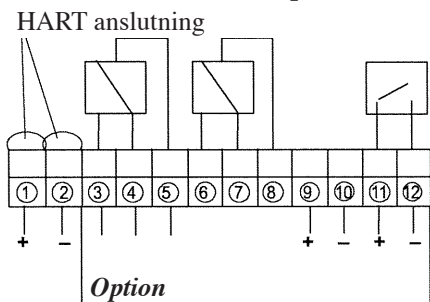 HART anslutning
1 2 3 4 5 6 7 8 9 10 11 12
+ − + − + −
Option